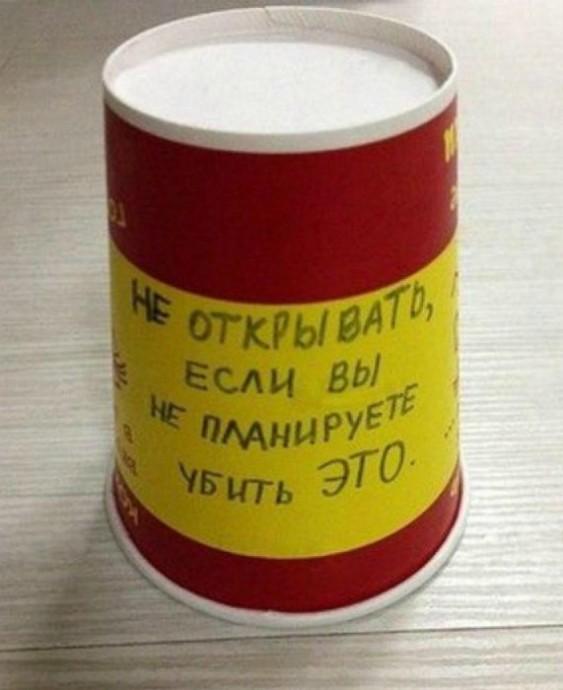 НЕ ОТКРЫВАТЬ,
ЕСЛИ ВЫ
НЕ ПЛАНИРУЕТЕ
УБИТЬ ЭТО.